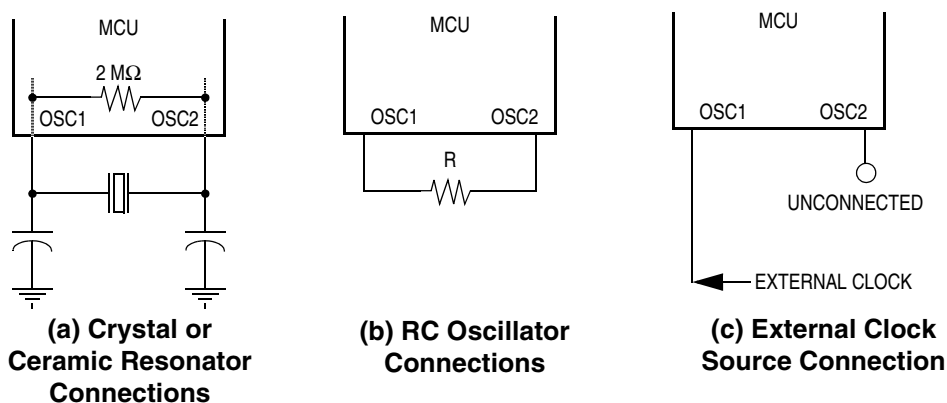 MCU
2 MΩ
OSC1 OSC2
(a) Crystal or
Ceramic Resonator
Connections
MCU
OSC1 OSC2
R
(b) RC Oscillator
Connections
MCU
OSC1 OSC2
UNCONNECTED
EXTERNAL CLOCK
(c) External Clock
Source Connection